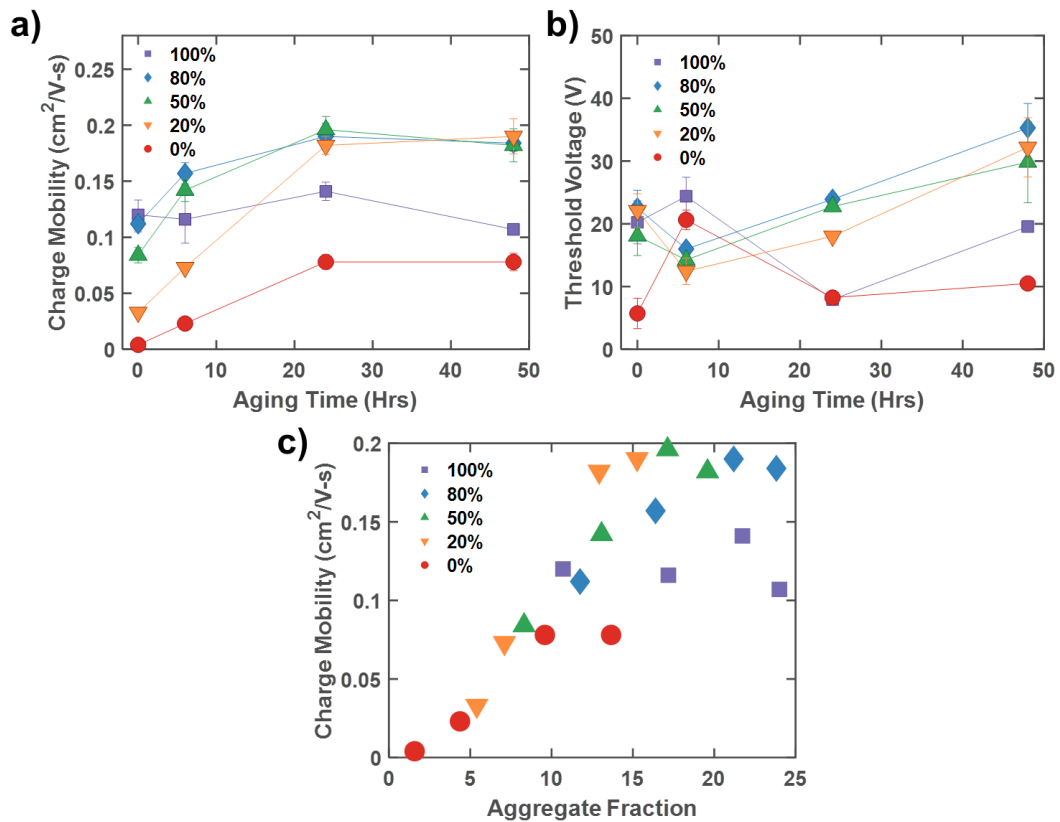 a)
Charge Mobility (cm²/V-s)
0.25
0.2
0.15
0.1
0.05
0
100%
80%
50%
20%
0%
0 10 20 30 40 50
Aging Time (Hrs)
b)
Threshold Voltage (V)
50
40
30
20
10
0
100%
80%
50%
20%
0%
0 10 20 30 40 50
Aging Time (Hrs)
c)
Charge Mobility (cm²/V-s)
0.2
0.15
0.1
0.05
0
100%
80%
50%
20%
0%
0 5 10 15 20 25
Aggregate Fraction